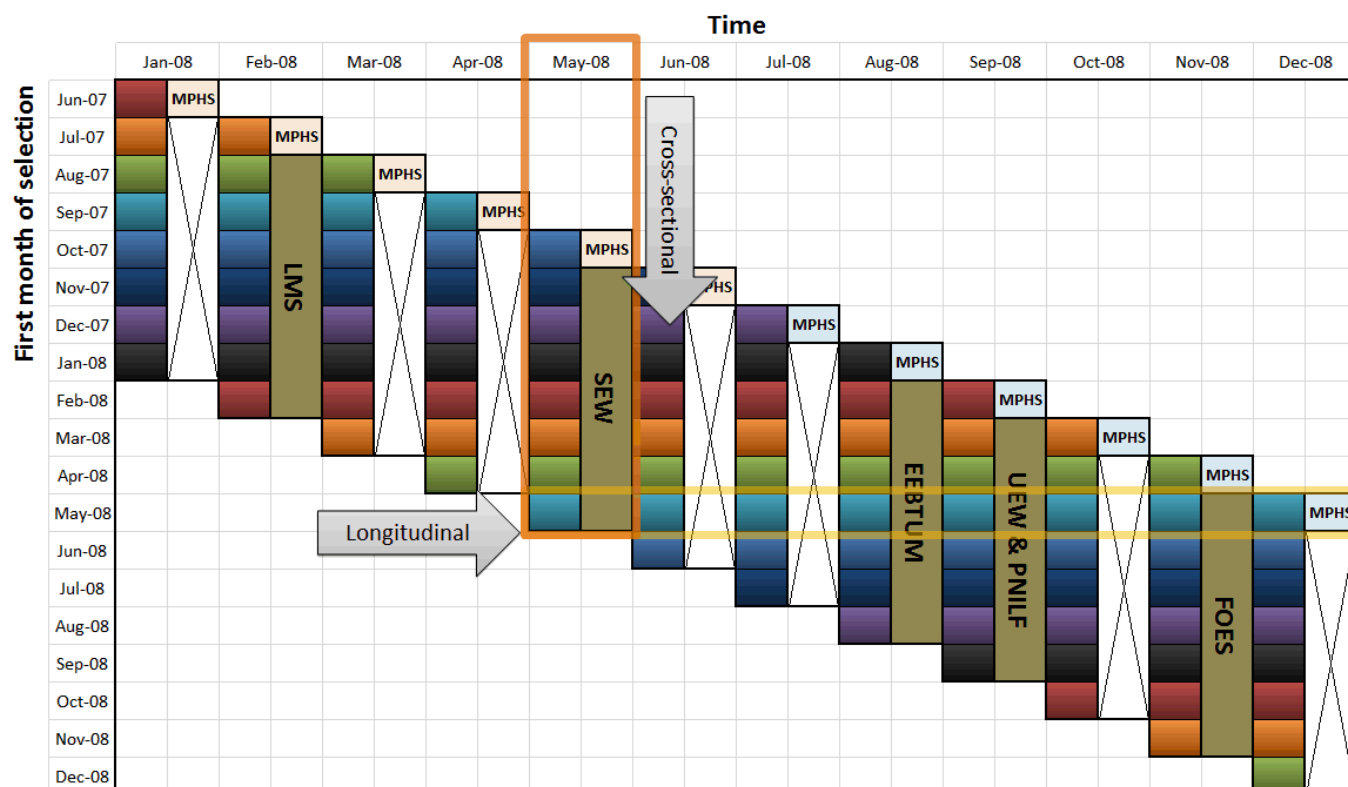 Time
Jan-08 Feb-08 Mar-08 Apr-08 May-08 Jun-08 Jul-08 Aug-08 Sep-08 Oct-08 Nov-08 Dec-08
First month of selection
Jun-07 MPHS
Jul-07 MPHS
Aug-07 MPHS
Sep-07 MPHS
Oct-07 MPHS
Nov-07 MPHS
Dec-07 MPHS
Jan-08 MPHS
Feb-08 MPHS
Mar-08 MPHS
Apr-08 MPHS
May-08 MPHS
Jun-08
Jul-08
Aug-08
Sep-08
Oct-08
Nov-08
Dec-08
LMS
SEW
Cross-sectional
EEBTUM
UEW & PNILF
FOES
Longitudinal